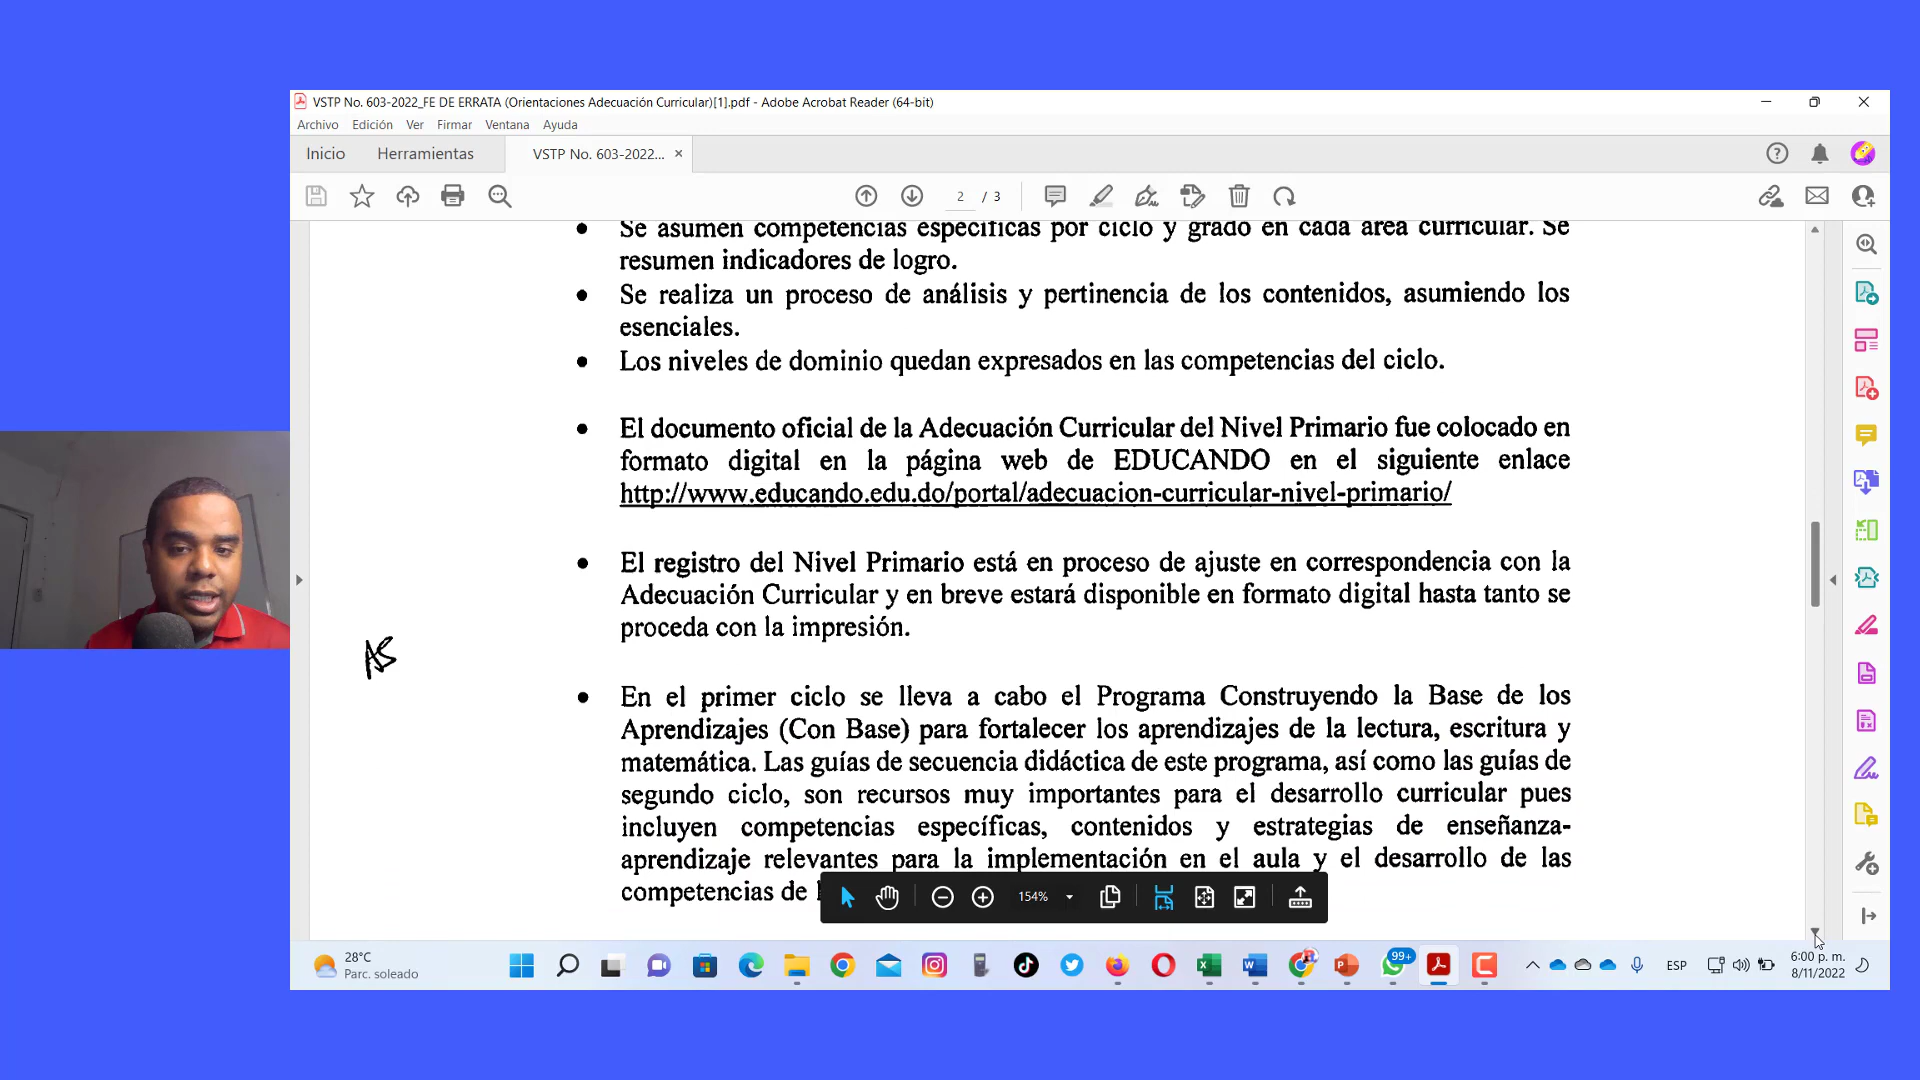 VSTP No. 603-2022_FE DE ERRATA (Orientaciones Adecuación Curricular)[1].pdf - Adobe Acrobat Reader (64-bit)
Archivo Edición Ver Firmar Ventana Ayuda
Inicio Herramientas VSTP No. 603-2022... ×
2 / 3
• Se asumen competencias específicas por ciclo y grado en cada área curricular. Se
resumen indicadores de logro.
• Se realiza un proceso de análisis y pertinencia de los contenidos, asumiendo los
esenciales.
• Los niveles de dominio quedan expresados en las competencias del ciclo.
• El documento oficial de la Adecuación Curricular del Nivel Primario fue colocado en
formato digital en la página web de EDUCANDO en el siguiente enlace
http://www.educando.edu.do/portal/adecuacion-curricular-nivel-primario/
• El registro del Nivel Primario está en proceso de ajuste en correspondencia con la
Adecuación Curricular y en breve estará disponible en formato digital hasta tanto se
proceda con la impresión.
• En el primer ciclo se lleva a cabo el Programa Construyendo la Base de los
Aprendizajes (Con Base) para fortalecer los aprendizajes de la lectura, escritura y
matemática. Las guías de secuencia didáctica de este programa, así como las guías de
segundo ciclo, son recursos muy importantes para el desarrollo curricular pues
incluyen competencias específicas, contenidos y estrategias de enseñanza-
aprendizaje relevantes para la implementación en el aula y el desarrollo de las
competencias de
154%
28°C
Parc. soleado
99+
ESP
6:00 p. m.
8/11/2022